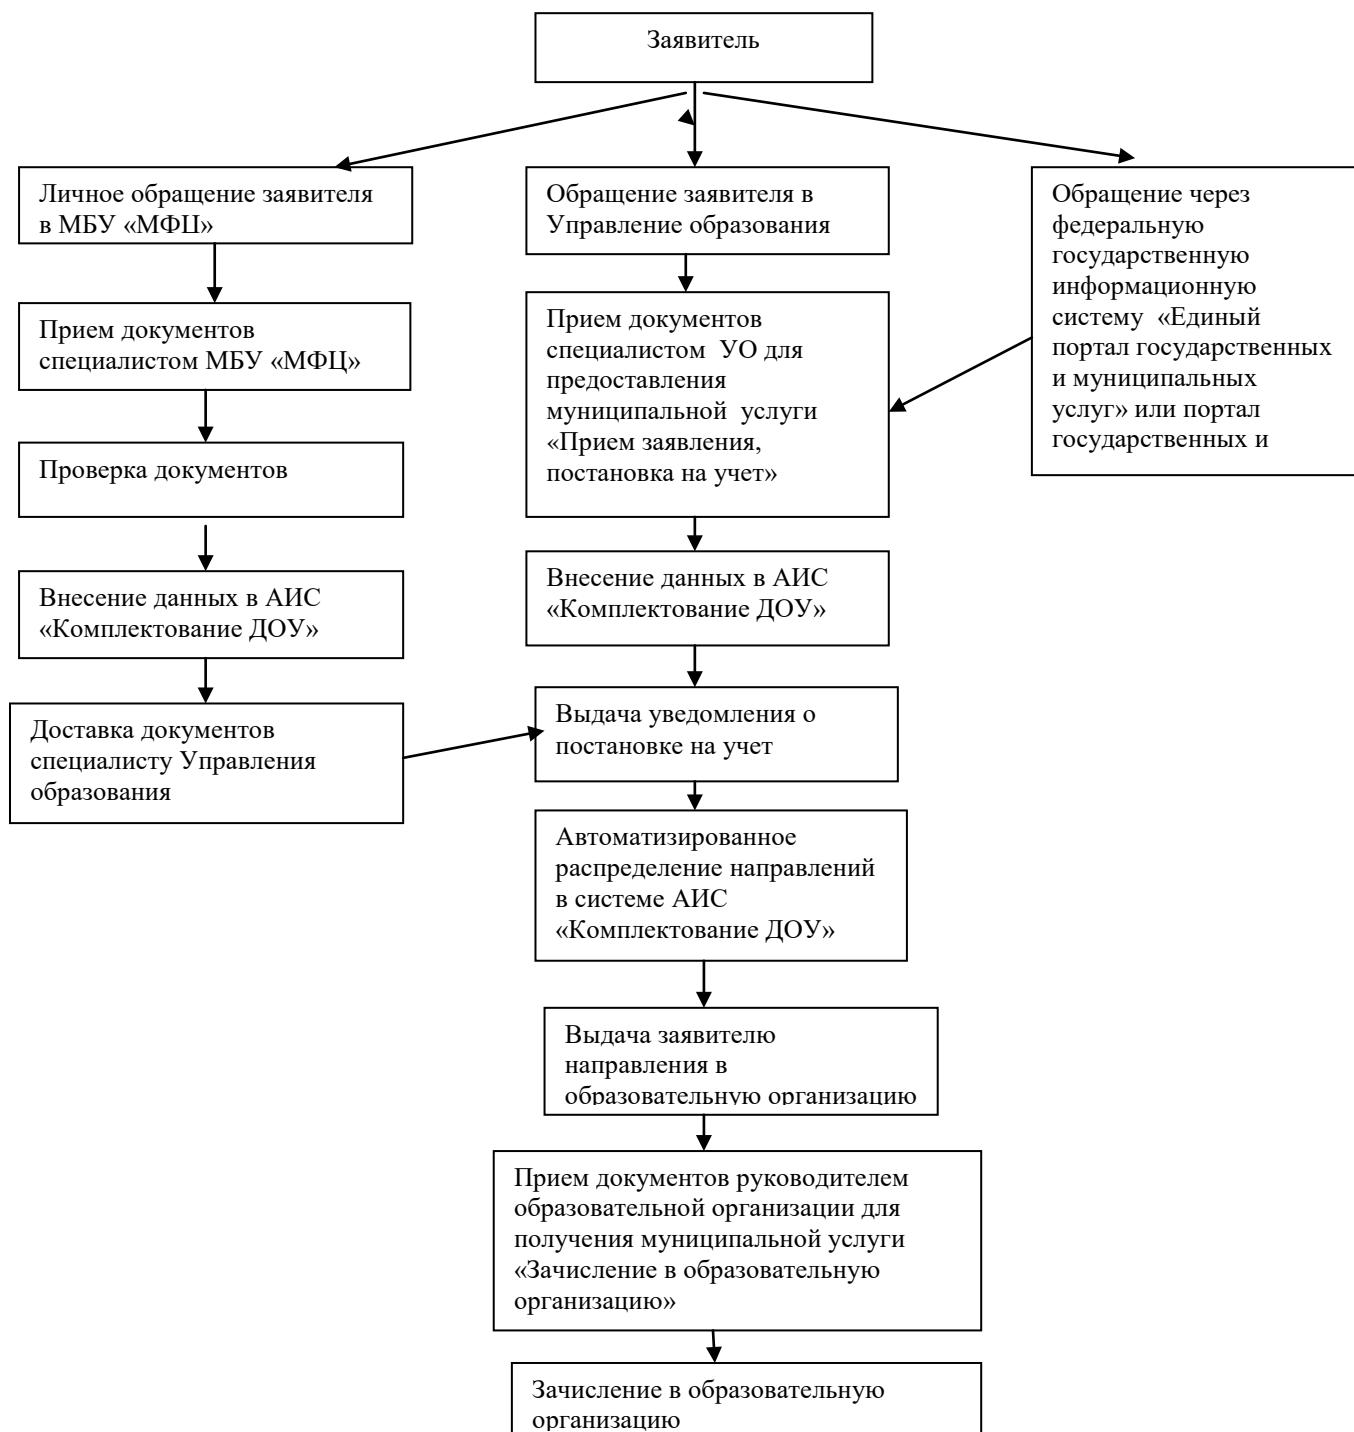 Заявитель
Личное обращение заявителя
в МБУ «МФЦ»
Обращение заявителя в
Управление образования
Обращение через
федеральную
государственную
информационную
систему «Единый
портал государственных
и муниципальных
услуг» или портал
государственных и
Прием документов
специалистом МБУ «МФЦ»
Прием документов
специалистом УО для
предоставления
муниципальной услуги
«Прием заявления,
постановка на учет»
Проверка документов
Внесение данных в АИС
«Комплектование ДОУ»
Внесение данных в АИС
«Комплектование ДОУ»
Доставка документов
специалисту Управления
образования
Выдача уведомления о
постановке на учет
Автоматизированное
распределение направлений
в системе АИС
«Комплектование ДОУ»
Выдача заявителю
направления в
образовательную организацию
Прием документов руководителем
образовательной организации для
получения муниципальной услуги
«Зачисление в образовательную
организацию»
Зачисление в образовательную
организацию